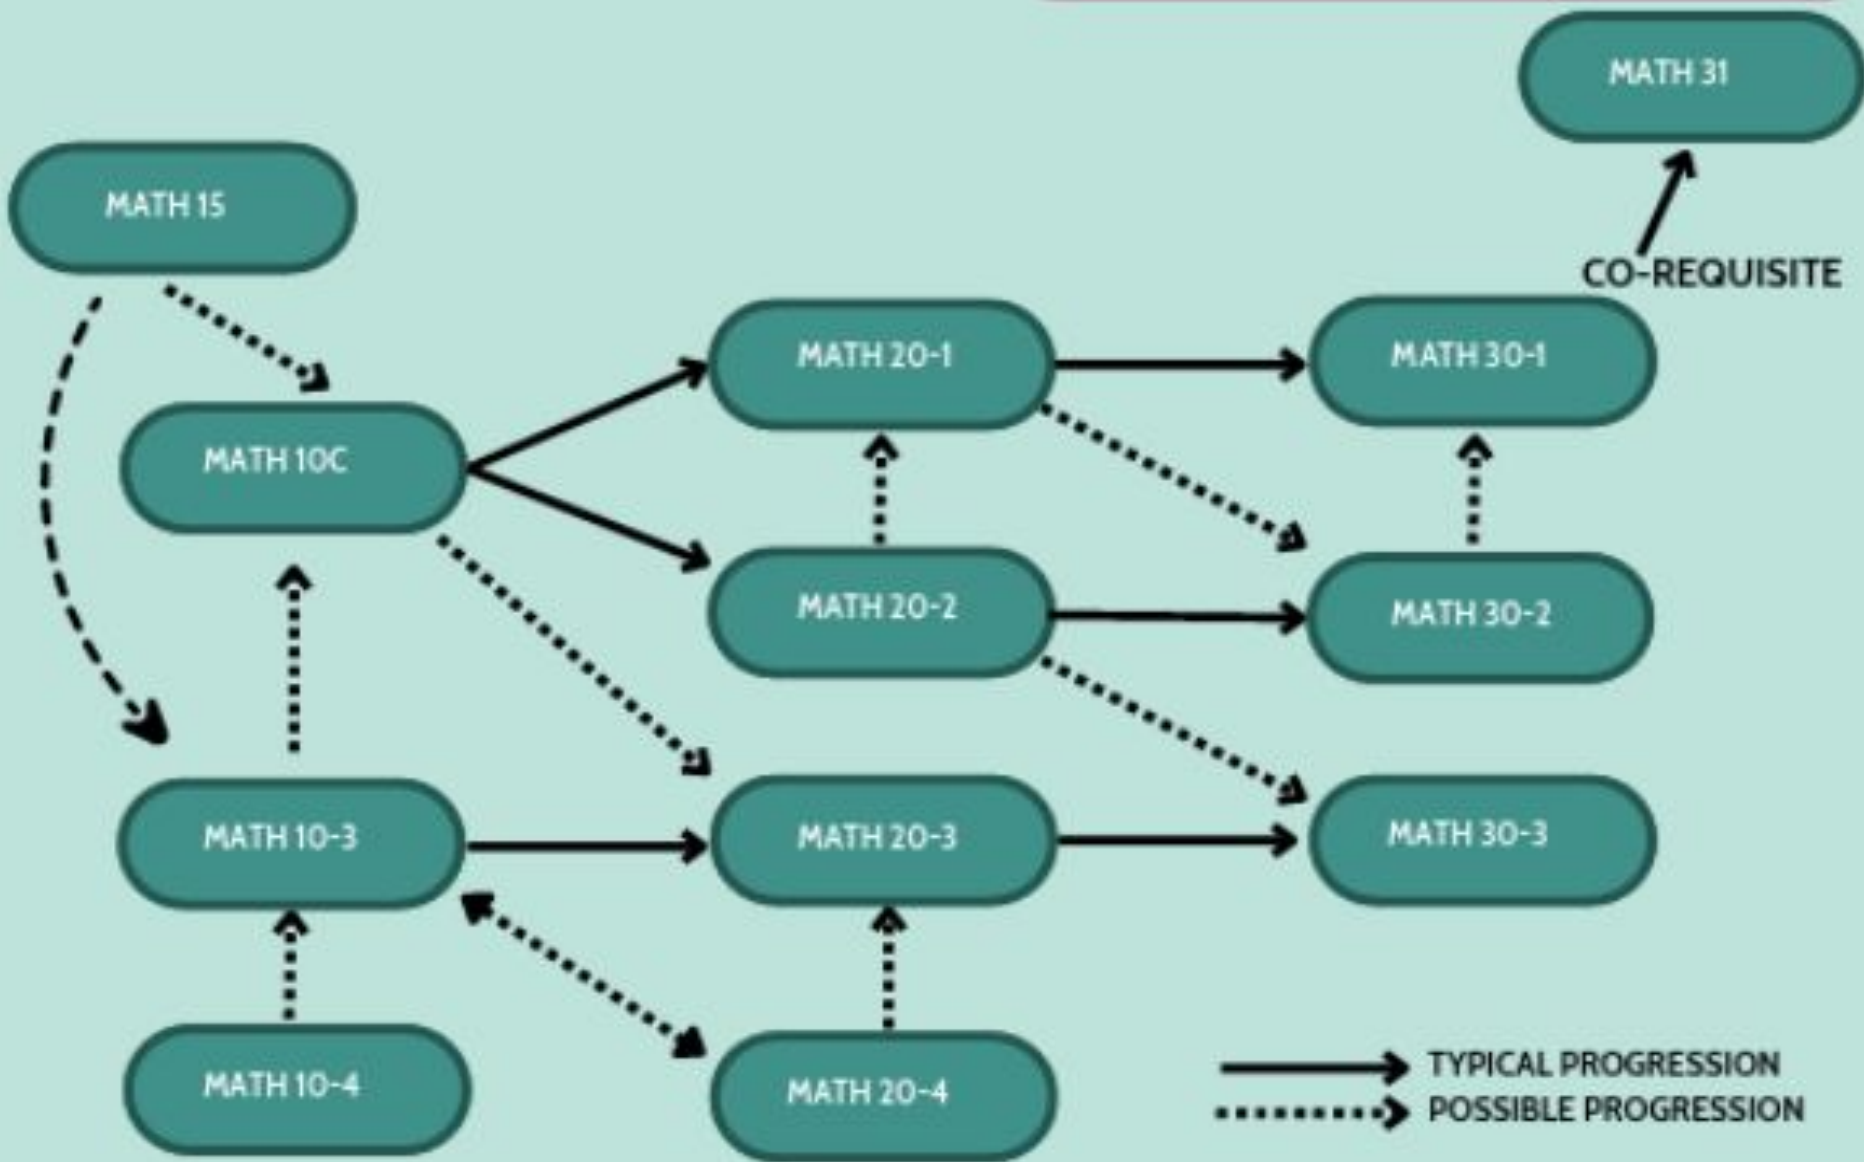 MATH 31
MATH 15
CO-REQUISITE
MATH 20-1
MATH 30-1
MATH 10C
MATH 20-2
MATH 30-2
MATH 10-3
MATH 20-3
MATH 30-3
MATH 10-4
MATH 20-4
TYPICAL PROGRESSION
POSSIBLE PROGRESSION